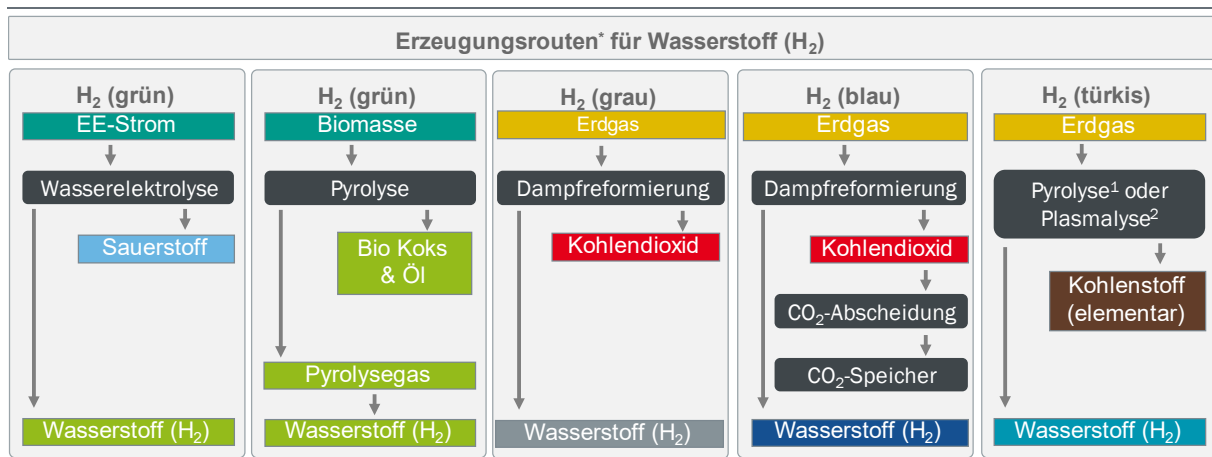 Erzeugungsrouten* für Wasserstoff (H₂)
H₂ (grün)
EE-Strom
Wasserelektrolyse
Sauerstoff
Wasserstoff (H₂)
H₂ (grün)
Biomasse
Pyrolyse
Bio Koks
& Öl
Pyrolysegas
Wasserstoff (H₂)
H₂ (grau)
Erdgas
Dampfreformierung
Kohlendioxid
Wasserstoff (H₂)
H₂ (blau)
Erdgas
Dampfreformierung
Kohlendioxid
CO₂-Abscheidung
CO₂-Speicher
Wasserstoff (H₂)
H₂ (türkis)
Erdgas
Pyrolyse¹ oder
Plasmalyse²
Kohlenstoff
(elementar)
Wasserstoff (H₂)